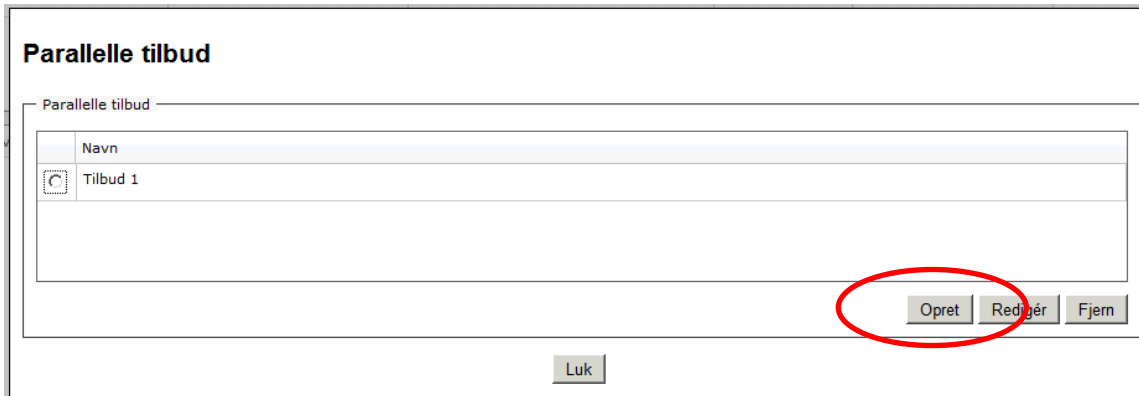 Parallelle tilbud
Parallelle tilbud
Navn
Tilbud 1
Opret Redigér Fjern
Luk